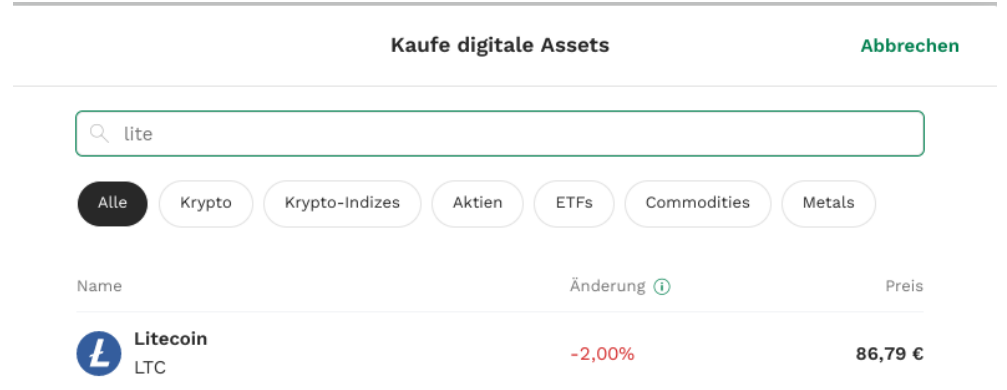 Kaufe digitale Assets Abbrechen
lite
Alle Krypto Krypto-Indizes Aktien ETFs Commodities Metals
Name Änderung Preis
Litecoin
LTC
-2,00% 86,79 €